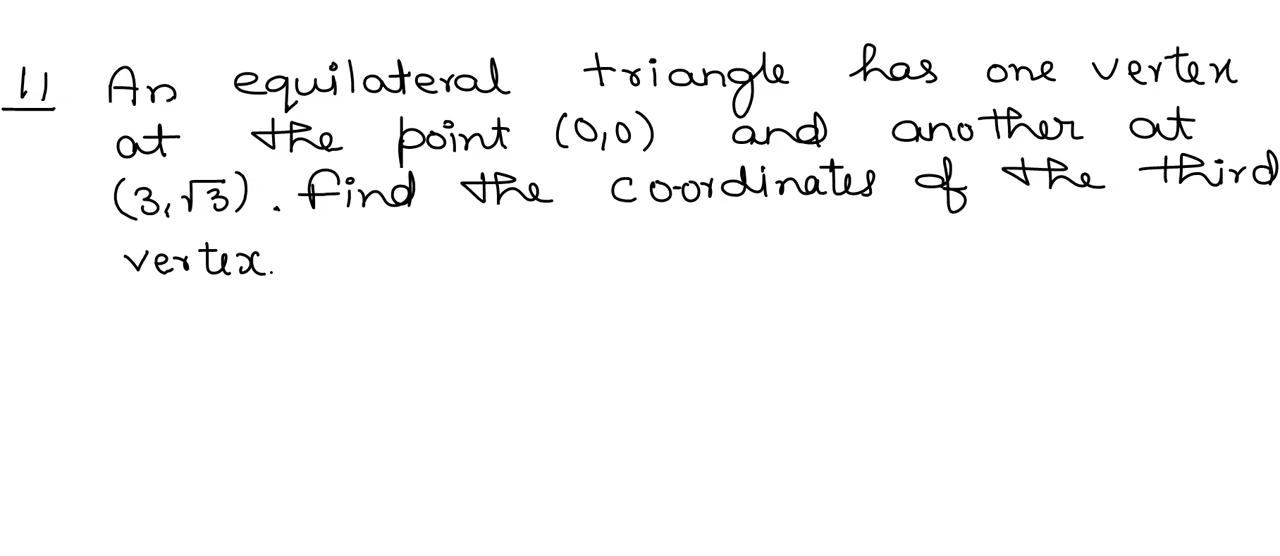 11) An equilateral triangle has one vertex
at the point (0,0) and another at
(3,√3). find the coordinates of the third
vertex.